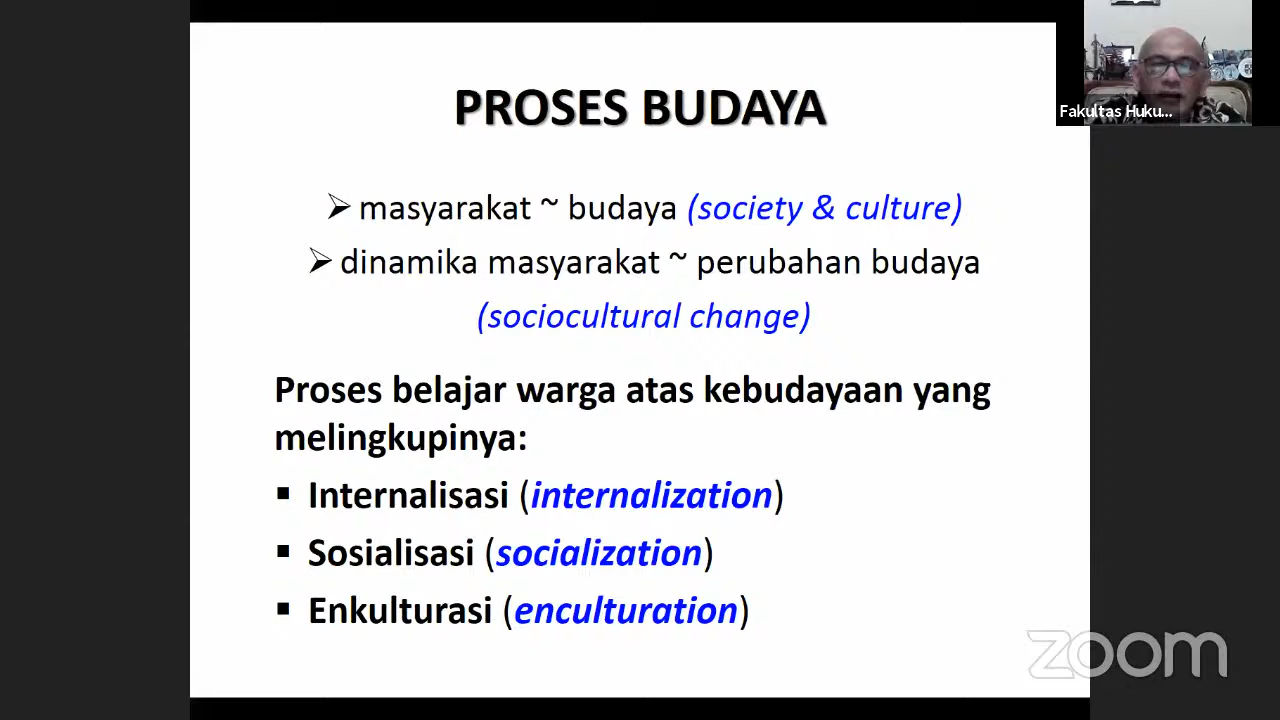 PROSES BUDAYA
Fakultas Huku...
➢ masyarakat ~ budaya (society & culture)
➢ dinamika masyarakat ~ perubahan budaya
(sociocultural change)
Proses belajar warga atas kebudayaan yang
melingkupinya:
▪ Internalisasi (internalization)
▪ Sosialisasi (socialization)
▪ Enkulturasi (enculturation)
zoom